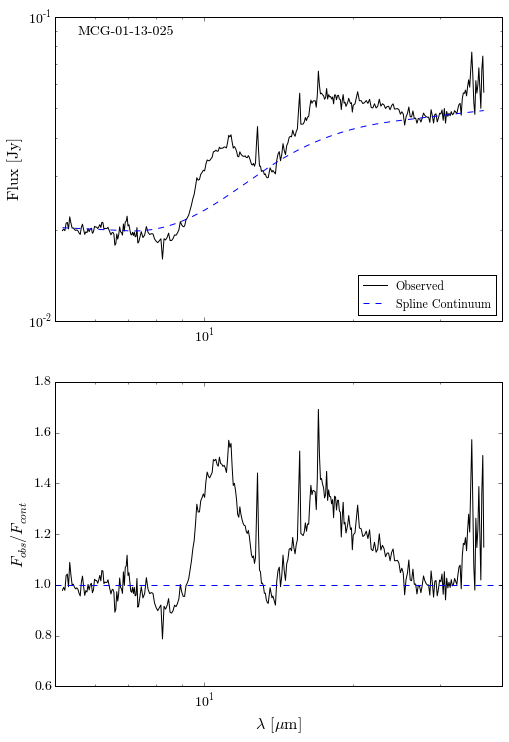 10^-1
MCG-01-13-025
Flux [Jy]
Observed
Spline Continuum
10^-2
10^1
1.8
1.6
1.4
F_obs/F_cont
1.2
1.0
0.8
0.6
10^1
λ [μm]